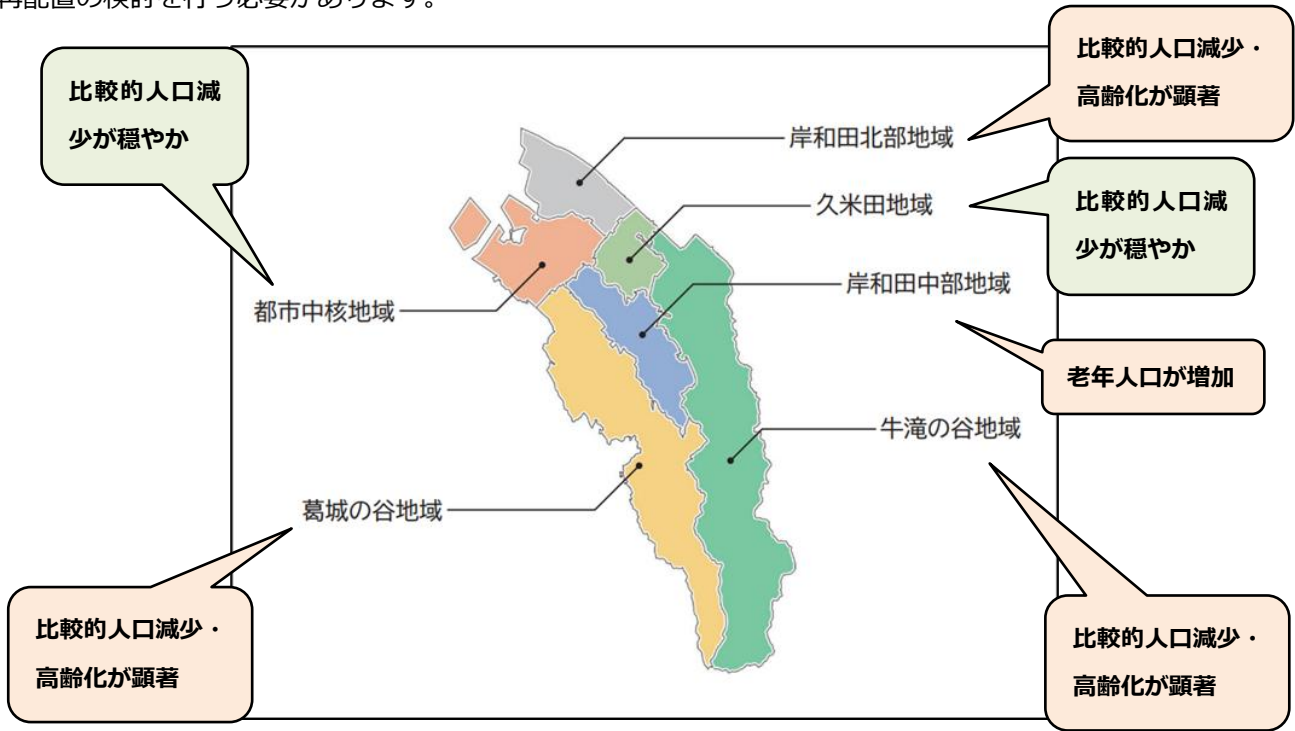 再配置の検討を行う必要があります。
比較的人口減少・
高齢化が顕著
比較的人口減
少が穏やか
岸和田北部地域
久米田地域
比較的人口減
少が穏やか
岸和田中部地域
都市中核地域
老年人口が増加
牛滝の谷地域
葛城の谷地域
比較的人口減少・
高齢化が顕著
比較的人口減少・
高齢化が顕著